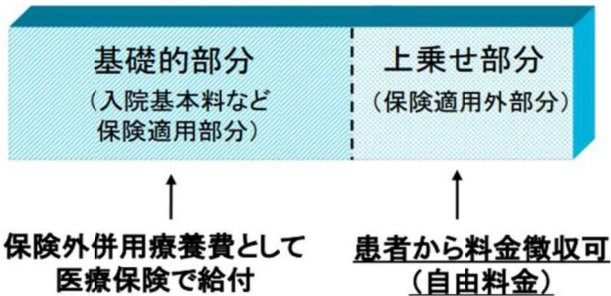 基礎的部分
（入院基本料など
保険適用部分）
上乗せ部分
（保険適用外部分）
保険外併用療養費として
医療保険で給付
患者から料金徴収可
（自由料金）